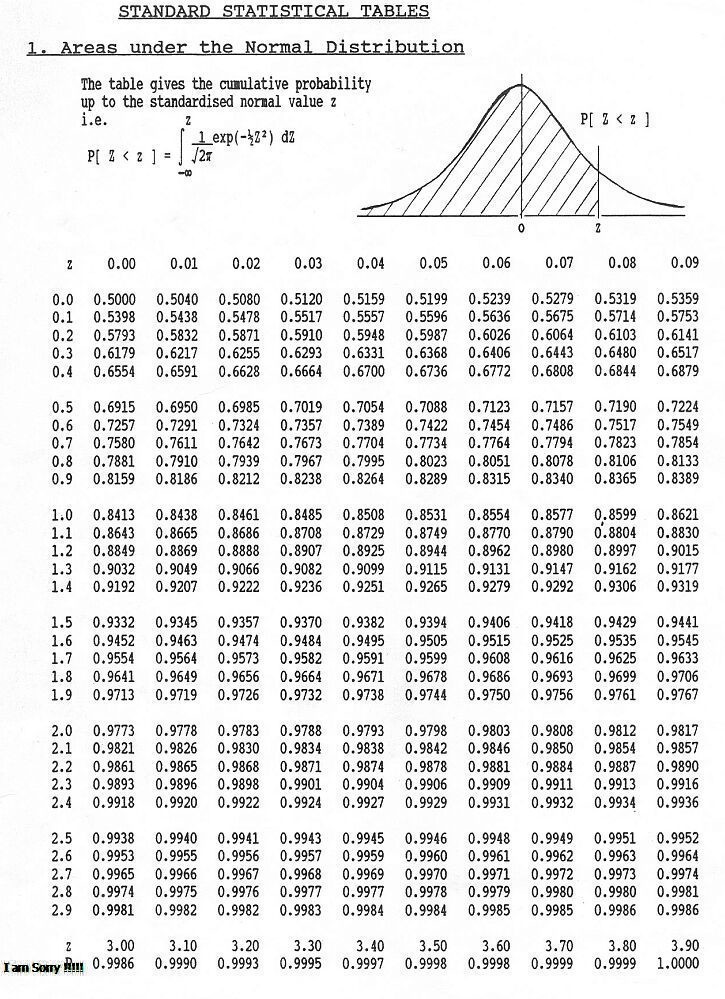 STANDARD STATISTICAL TABLES
1. Areas under the Normal Distribution
The table gives the cumulative probability
up to the standardised normal value z
i.e.
z
P[ Z < z ] = ∫ 1 exp(-½Z²) dZ
√2π
-∞
P[ Z < z ]
0 z
z 0.00 0.01 0.02 0.03 0.04 0.05 0.06 0.07 0.08 0.09
0.0 0.5000 0.5040 0.5080 0.5120 0.5159 0.5199 0.5239 0.5279 0.5319 0.5359
0.1 0.5398 0.5438 0.5478 0.5517 0.5557 0.5596 0.5636 0.5675 0.5714 0.5753
0.2 0.5793 0.5832 0.5871 0.5910 0.5948 0.5987 0.6026 0.6064 0.6103 0.6141
0.3 0.6179 0.6217 0.6255 0.6293 0.6331 0.6368 0.6406 0.6443 0.6480 0.6517
0.4 0.6554 0.6591 0.6628 0.6664 0.6700 0.6736 0.6772 0.6808 0.6844 0.6879
0.5 0.6915 0.6950 0.6985 0.7019 0.7054 0.7088 0.7123 0.7157 0.7190 0.7224
0.6 0.7257 0.7291 0.7324 0.7357 0.7389 0.7422 0.7454 0.7486 0.7517 0.7549
0.7 0.7580 0.7611 0.7642 0.7673 0.7704 0.7734 0.7764 0.7794 0.7823 0.7854
0.8 0.7881 0.7910 0.7939 0.7967 0.7995 0.8023 0.8051 0.8078 0.8106 0.8133
0.9 0.8159 0.8186 0.8212 0.8238 0.8264 0.8289 0.8315 0.8340 0.8365 0.8389
1.0 0.8413 0.8438 0.8461 0.8485 0.8508 0.8531 0.8554 0.8577 0.8599 0.8621
1.1 0.8643 0.8665 0.8686 0.8708 0.8729 0.8749 0.8770 0.8790 0.8804 0.8830
1.2 0.8849 0.8869 0.8888 0.8907 0.8925 0.8944 0.8962 0.8980 0.8997 0.9015
1.3 0.9032 0.9049 0.9066 0.9082 0.9099 0.9115 0.9131 0.9147 0.9162 0.9177
1.4 0.9192 0.9207 0.9222 0.9236 0.9251 0.9265 0.9279 0.9292 0.9306 0.9319
1.5 0.9332 0.9345 0.9357 0.9370 0.9382 0.9394 0.9406 0.9418 0.9429 0.9441
1.6 0.9452 0.9463 0.9474 0.9484 0.9495 0.9505 0.9515 0.9525 0.9535 0.9545
1.7 0.9554 0.9564 0.9573 0.9582 0.9591 0.9599 0.9608 0.9616 0.9625 0.9633
1.8 0.9641 0.9649 0.9656 0.9664 0.9671 0.9678 0.9686 0.9693 0.9699 0.9706
1.9 0.9713 0.9719 0.9726 0.9732 0.9738 0.9744 0.9750 0.9756 0.9761 0.9767
2.0 0.9773 0.9778 0.9783 0.9788 0.9793 0.9798 0.9803 0.9808 0.9812 0.9817
2.1 0.9821 0.9826 0.9830 0.9834 0.9838 0.9842 0.9846 0.9850 0.9854 0.9857
2.2 0.9861 0.9865 0.9868 0.9871 0.9874 0.9878 0.9881 0.9884 0.9887 0.9890
2.3 0.9893 0.9896 0.9898 0.9901 0.9904 0.9906 0.9909 0.9911 0.9913 0.9916
2.4 0.9918 0.9920 0.9922 0.9924 0.9927 0.9929 0.9931 0.9932 0.9934 0.9936
2.5 0.9938 0.9940 0.9941 0.9943 0.9945 0.9946 0.9948 0.9949 0.9951 0.9952
2.6 0.9953 0.9955 0.9956 0.9957 0.9959 0.9960 0.9961 0.9962 0.9963 0.9964
2.7 0.9965 0.9966 0.9967 0.9968 0.9969 0.9970 0.9971 0.9972 0.9973 0.9974
2.8 0.9974 0.9975 0.9976 0.9977 0.9977 0.9978 0.9979 0.9980 0.9980 0.9981
2.9 0.9981 0.9982 0.9982 0.9983 0.9984 0.9984 0.9985 0.9985 0.9986 0.9986
z 3.00 3.10 3.20 3.30 3.40 3.50 3.60 3.70 3.80 3.90
I am Sorry !!!!! 0.9986 0.9990 0.9993 0.9995 0.9997 0.9998 0.9998 0.9999 0.9999 1.0000